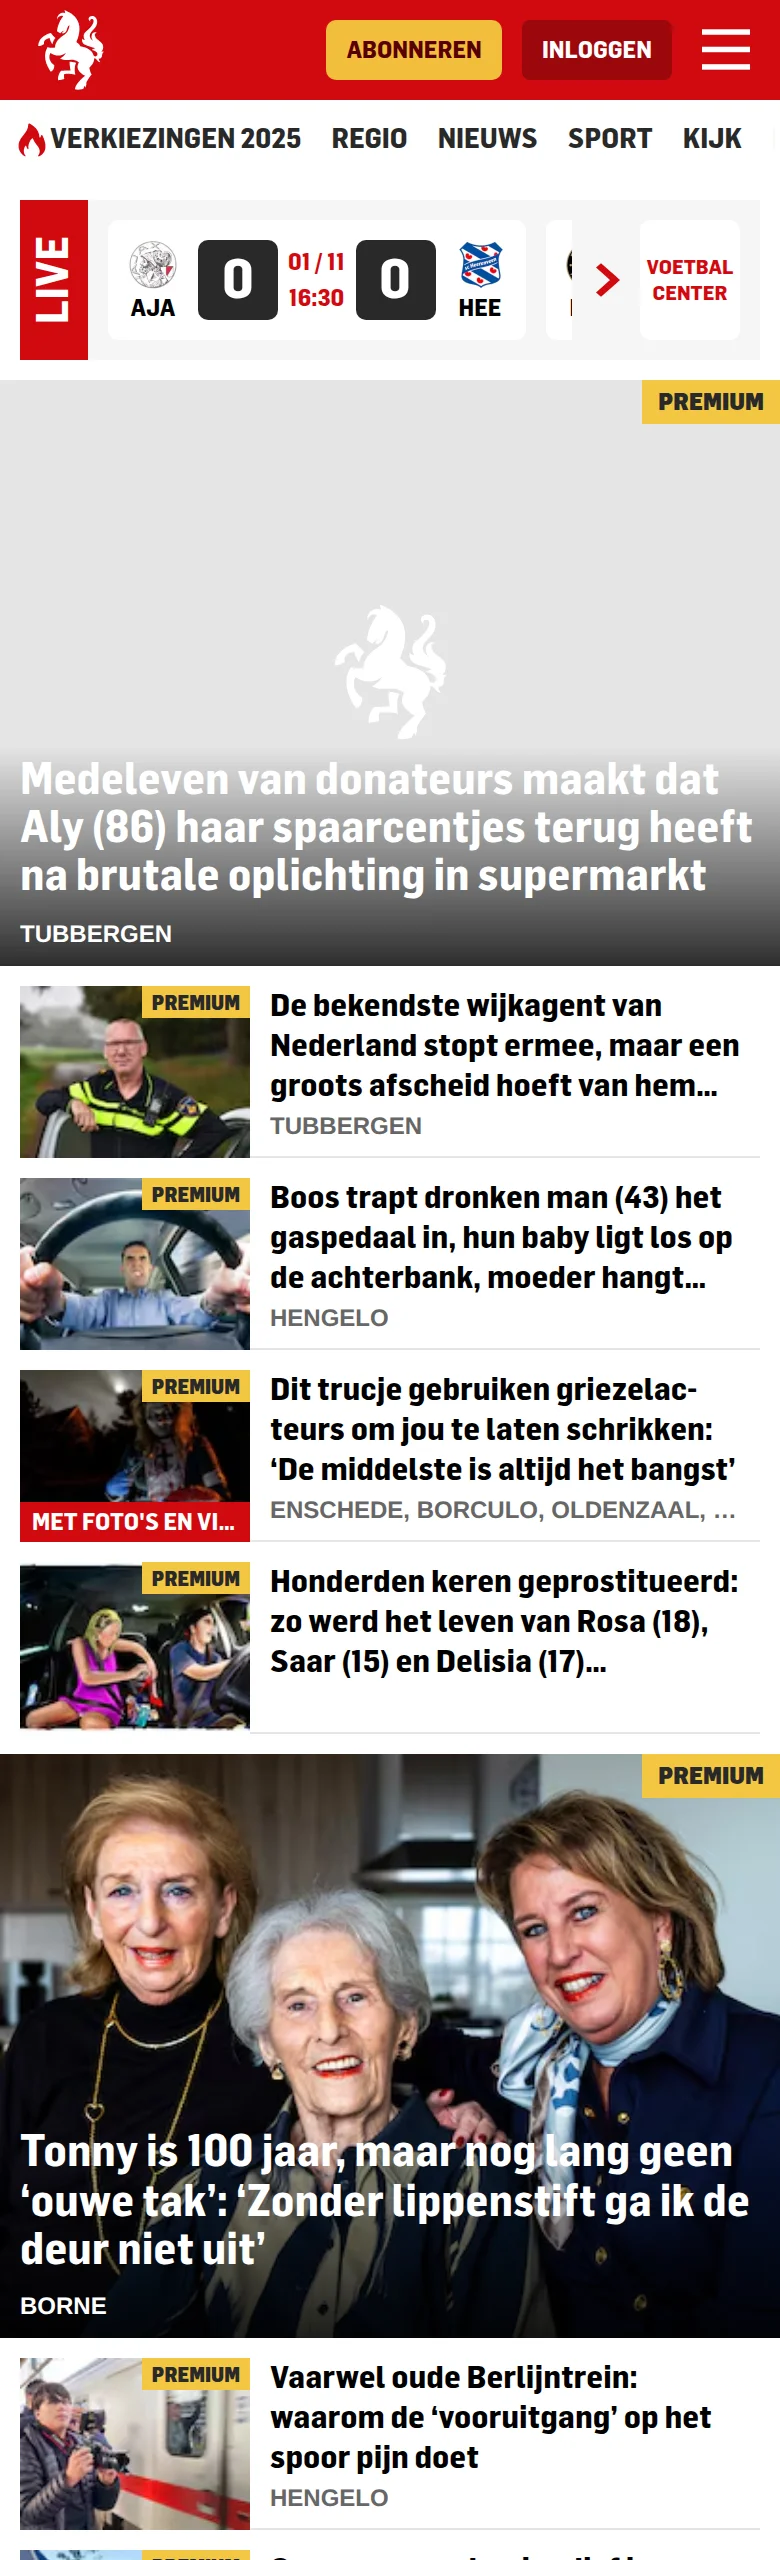 ABONNEREN
INLOGGEN
VERKIEZINGEN 2025 REGIO NIEUWS SPORT KIJK
LIVE
AJA
0
01 / 11
16:30
0
HEE
VOETBAL
CENTER
PREMIUM
Medeleven van donateurs maakt dat
Aly (86) haar spaarcentjes terug heeft
na brutale oplichting in supermarkt
TUBBERGEN
PREMIUM
De bekendste wijkagent van
Nederland stopt ermee, maar een
groots afscheid hoeft van hem...
TUBBERGEN
PREMIUM
Boos trapt dronken man (43) het
gaspedaal in, hun baby ligt los op
de achterbank, moeder hangt...
HENGELO
PREMIUM
MET FOTO'S EN VI...
Dit trucje gebruiken griezelac-
teurs om jou te laten schrikken:
‘De middelste is altijd het bangst’
ENSCHEDE, BORCULO, OLDENZAAL, ...
PREMIUM
Honderden keren geprostitueerd:
zo werd het leven van Rosa (18),
Saar (15) en Delisia (17)...
PREMIUM
Tonny is 100 jaar, maar nog lang geen
‘ouwe tak’: ‘Zonder lippenstift ga ik de
deur niet uit’
BORNE
PREMIUM
Vaarwel oude Berlijntrein:
waarom de ‘vooruitgang’ op het
spoor pijn doet
HENGELO